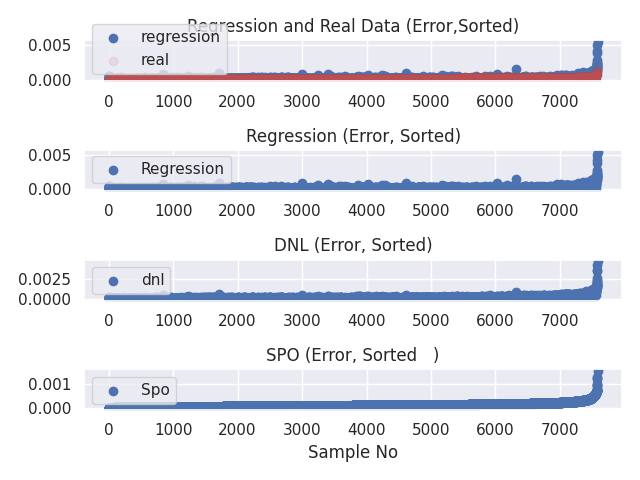 Regression and Real Data (Error,Sorted)
regression
real
0.005
0.000
0 1000 2000 3000 4000 5000 6000 7000
Regression (Error, Sorted)
Regression
0.005
0.000
0 1000 2000 3000 4000 5000 6000 7000
DNL (Error, Sorted)
dnl
0.0025
0.0000
0 1000 2000 3000 4000 5000 6000 7000
SPO (Error, Sorted )
Spo
0.001
0.000
0 1000 2000 3000 4000 5000 6000 7000
Sample No